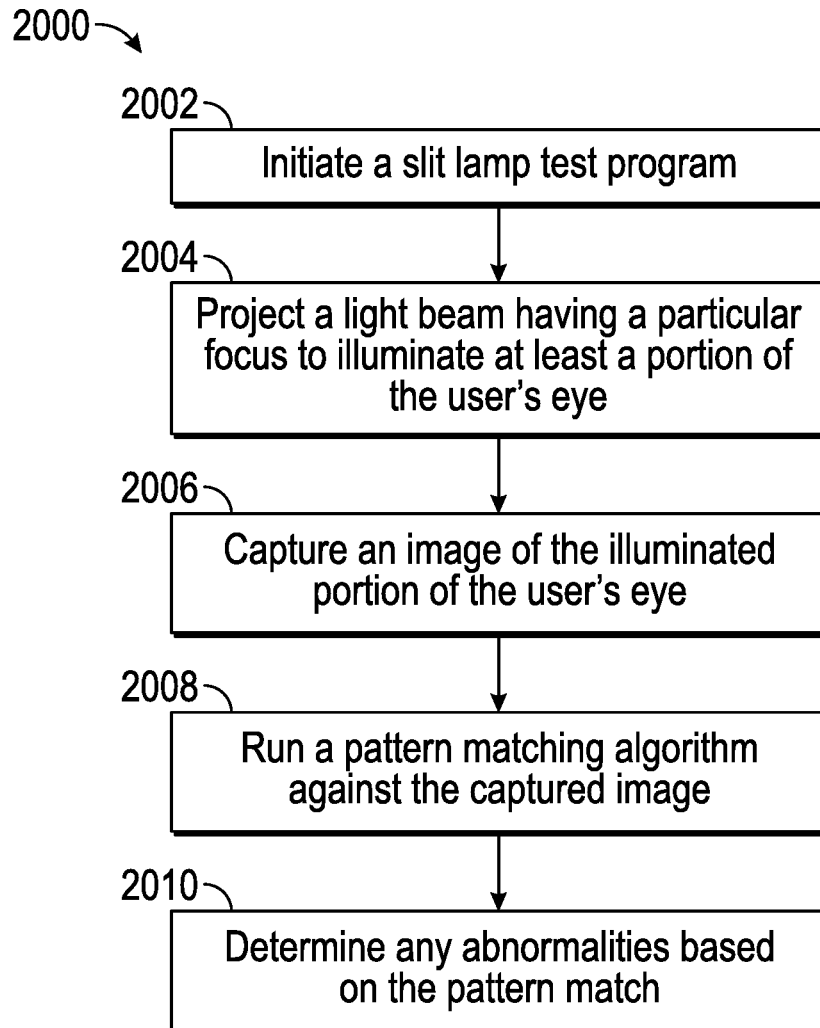 2000
2002
Initiate a slit lamp test program
2004
Project a light beam having a particular
focus to illuminate at least a portion of
the user's eye
2006
Capture an image of the illuminated
portion of the user's eye
2008
Run a pattern matching algorithm
against the captured image
2010
Determine any abnormalities based
on the pattern match